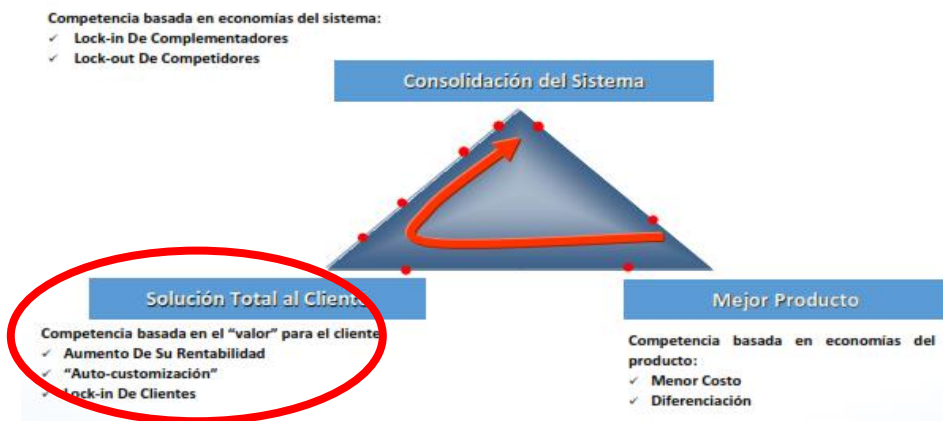 Competencia basada en economías del sistema:
✓ Lock-in De Complementadores
✓ Lock-out De Competidores
Consolidación del Sistema
Solución Total al Cliente
Competencia basada en el “valor” para el cliente
✓ Aumento De Su Rentabilidad
✓ “Auto-customización”
✓ Lock-in De Clientes
Mejor Producto
Competencia basada en economías del
producto:
✓ Menor Costo
✓ Diferenciación